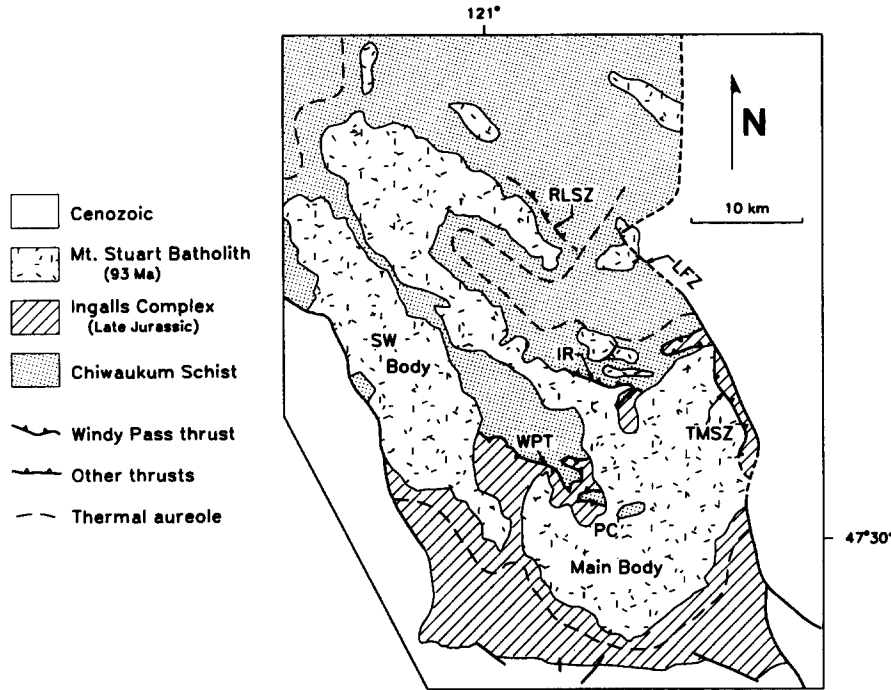 121°
N
10 km
RLSZ
LFZ
Cenozoic
Mt. Stuart Batholith
(93 Ma)
Ingalls Complex
(Late Jurassic)
Chiwaukum Schist
Windy Pass thrust
Other thrusts
Thermal aureole
SW
Body
IR
TMSZ
WPT
PC
47°30'
Main Body